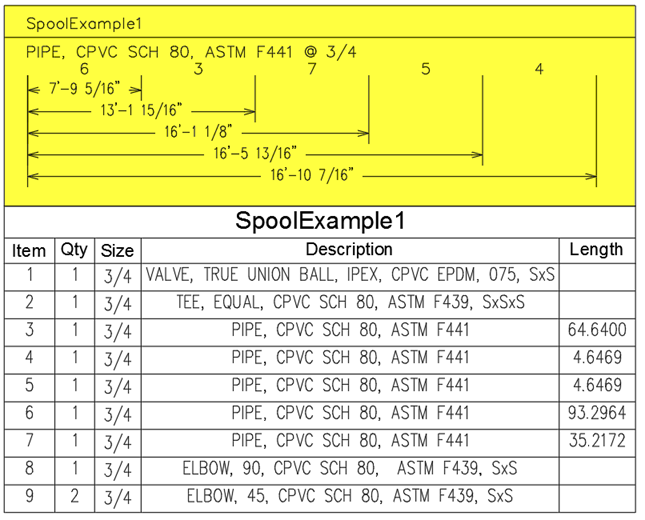 SpoolExample1
PIPE, CPVC SCH 80, ASTM F441 @ 3/4
6 3 7 5 4
7'-9 5/16"
13'-1 15/16"
16'-1 1/8"
16'-5 13/16"
16'-10 7/16"
SpoolExample1
Item Qty Size Description Length
1 1 3/4 VALVE, TRUE UNION BALL, IPEX, CPVC EPDM, 075, SxS
2 1 3/4 TEE, EQUAL, CPVC SCH 80, ASTM F439, SxSxS
3 1 3/4 PIPE, CPVC SCH 80, ASTM F441 64.6400
4 1 3/4 PIPE, CPVC SCH 80, ASTM F441 4.6469
5 1 3/4 PIPE, CPVC SCH 80, ASTM F441 4.6469
6 1 3/4 PIPE, CPVC SCH 80, ASTM F441 93.2964
7 1 3/4 PIPE, CPVC SCH 80, ASTM F441 35.2172
8 1 3/4 ELBOW, 90, CPVC SCH 80, ASTM F439, SxS
9 2 3/4 ELBOW, 45, CPVC SCH 80, ASTM F439, SxS